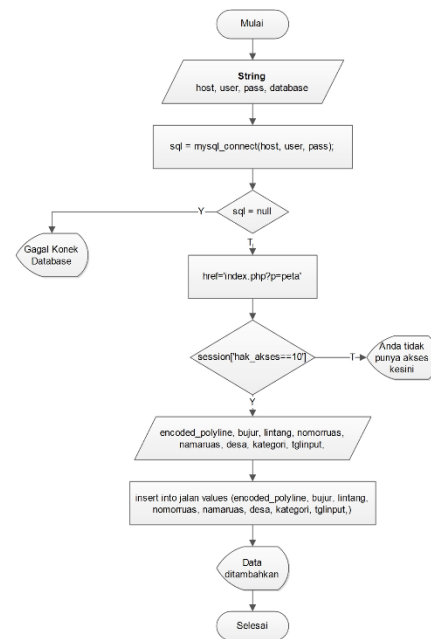 Mulai
String
host, user, pass, database
sql = mysql_connect(host, user, pass);
sql = null
Y
Gagal Konek
Database
T
href='index.php?p=peta'
session['hak_akses==10']
T
Anda tidak
punya akses
kesini
Y
encoded_polyline, bujur, lintang, nomorruas,
namaruas, desa, kategori, tglinput,
insert into jalan values (encoded_polyline, bujur, lintang,
nomorruas, namaruas, desa, kategori, tglinput,)
Data
ditambahkan
Selesai